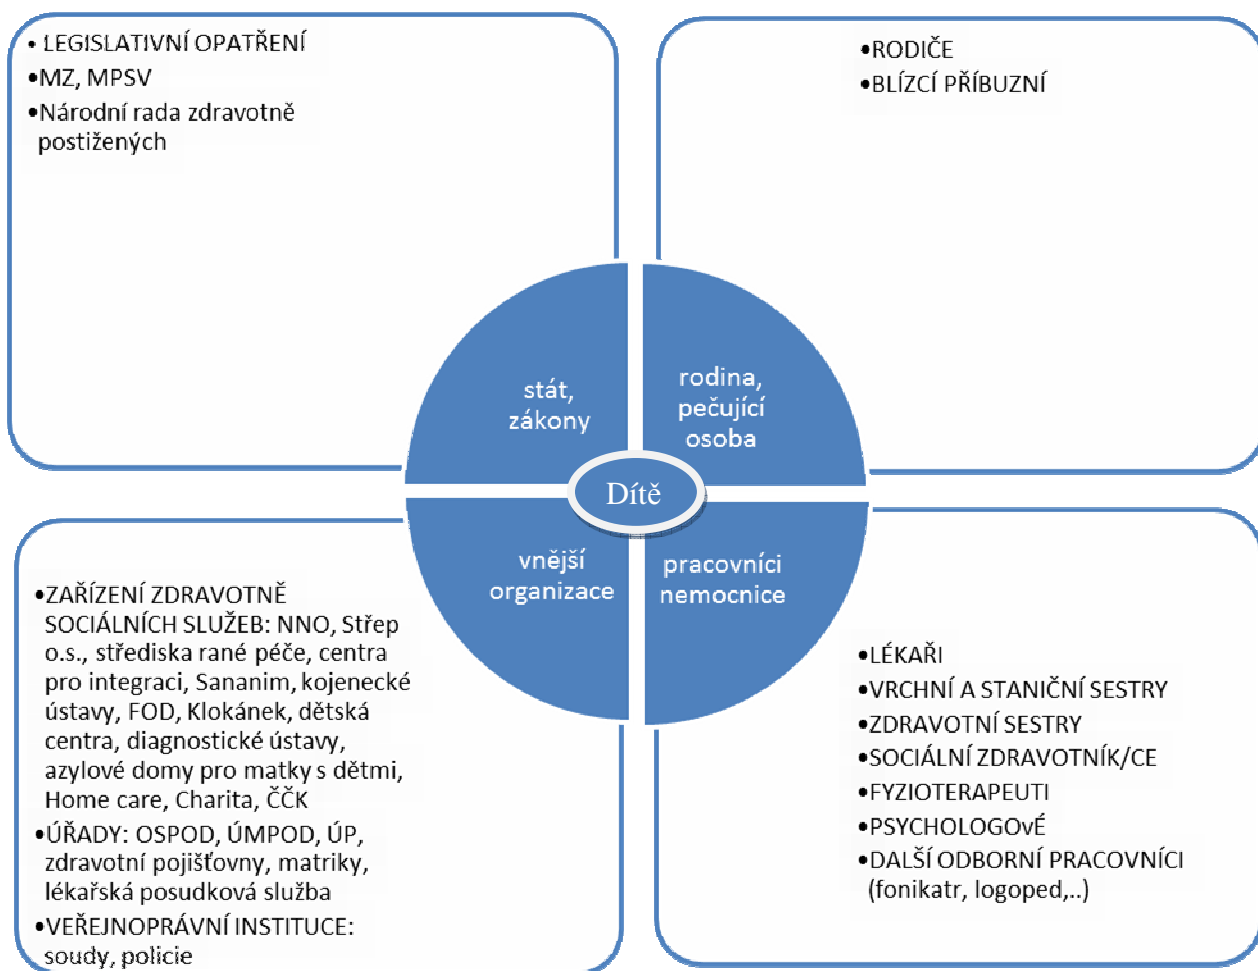 • LEGISLATIVNÍ OPATŘENÍ
•MZ, MPSV
•Národní rada zdravotně
postižených
•RODIČE
•BLÍZCÍ PŘÍBUZNÍ
stát,
zákony
rodina,
pečující
osoba
Dítě
vnější
organizace
pracovníci
nemocnice
•ZAŘÍZENÍ ZDRAVOTNĚ
SOCIÁLNÍCH SLUŽEB: NNO, Střep
o.s., střediska rané péče, centra
pro integraci, Sananim, kojenecké
ústavy, FOD, Klokánek, dětská
centra, diagnostické ústavy,
azylové domy pro matky s dětmi,
Home care, Charita, ČČK
•ÚŘADY: OSPOD, ÚMPOD, ÚP,
zdravotní pojišťovny, matriky,
lékařská posudková služba
•VEŘEJNOPRÁVNÍ INSTITUCE:
soudy, policie
•LÉKAŘI
•VRCHNÍ A STANIČNÍ SESTRY
•ZDRAVOTNÍ SESTRY
•SOCIÁLNÍ ZDRAVOTNÍK/CE
•FYZIOTERAPEUTI
•PSYCHOLOGOvÉ
•DALŠÍ ODBORNÍ PRACOVNÍCI
(fonikatr, logoped,..)